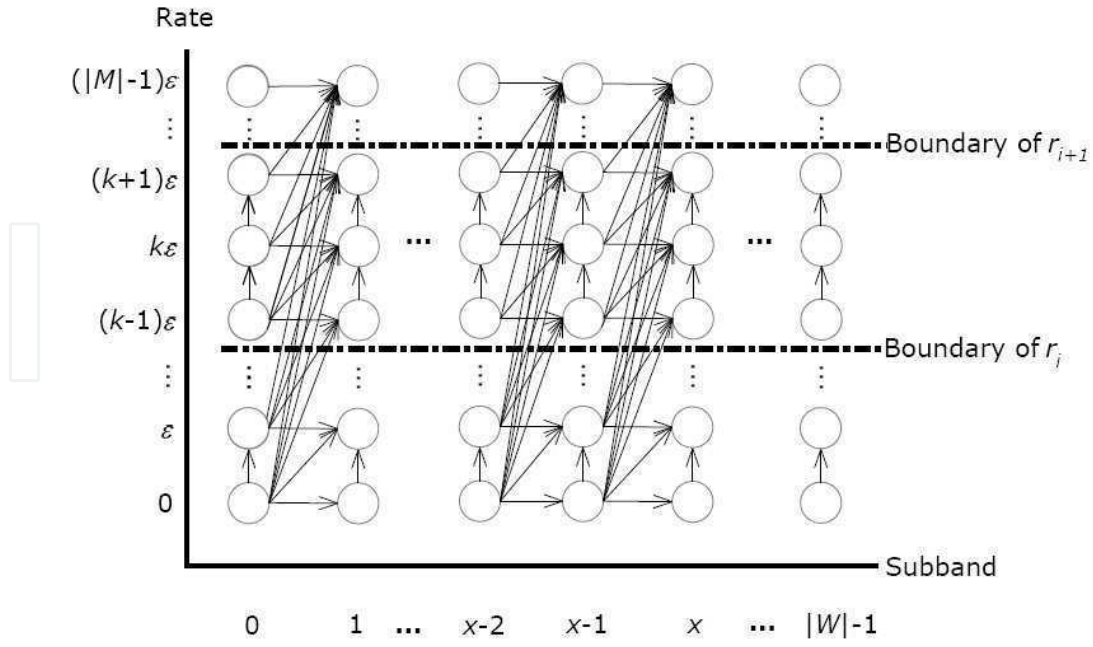 Rate
(|M|-1)ε
⋮
Boundary of r_{i+1}
(k+1)ε
kε
... ...
(k-1)ε
Boundary of r_i
⋮
ε
0
Subband
0 1 ... x-2 x-1 x ... |W|-1